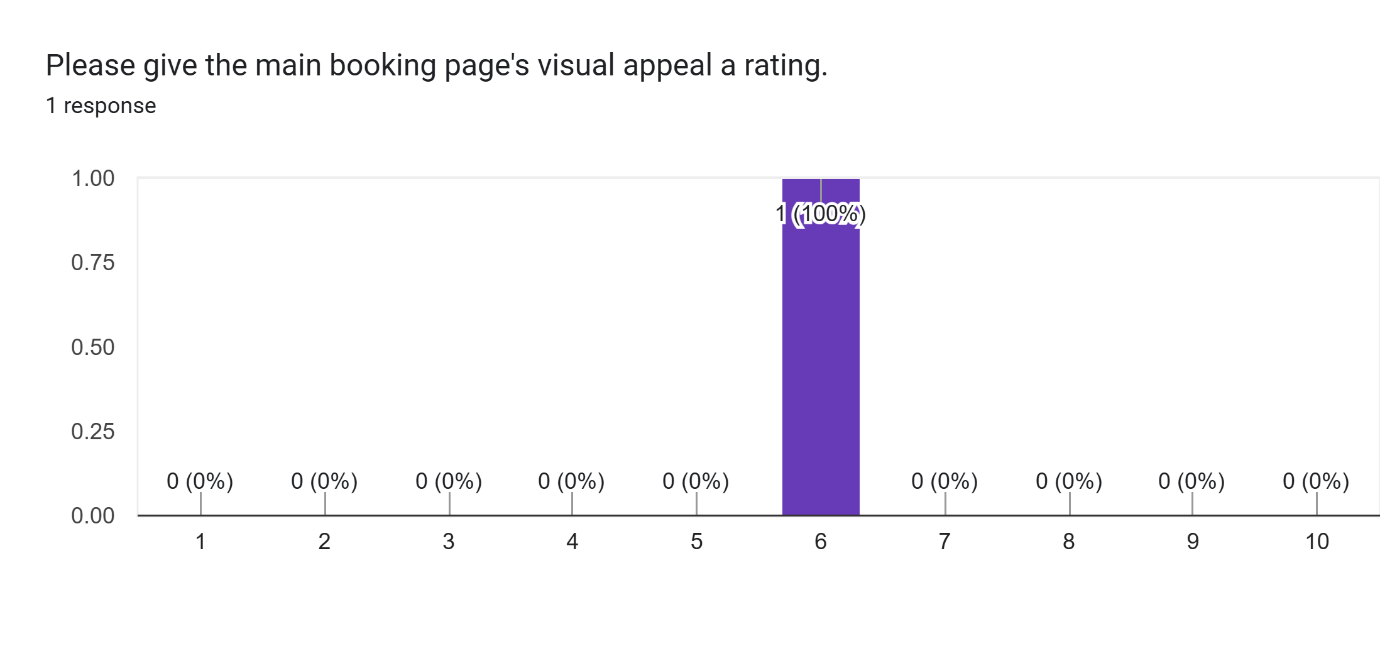 Please give the main booking page's visual appeal a rating.
1 response
1.00
0.75
0.50
0.25
0.00
0 (0%) 0 (0%) 0 (0%) 0 (0%) 0 (0%) 1 (100%) 0 (0%) 0 (0%) 0 (0%) 0 (0%)
1 2 3 4 5 6 7 8 9 10